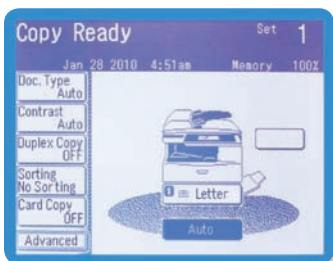 Copy Ready Set 1
Jan 28 2010 4:51am Memory 100%
Doc. Type
Auto
Contrast
Auto
Duplex Copy
OFF
Sorting
No Sorting
Card Copy
OFF
Advanced
1 Letter
Auto